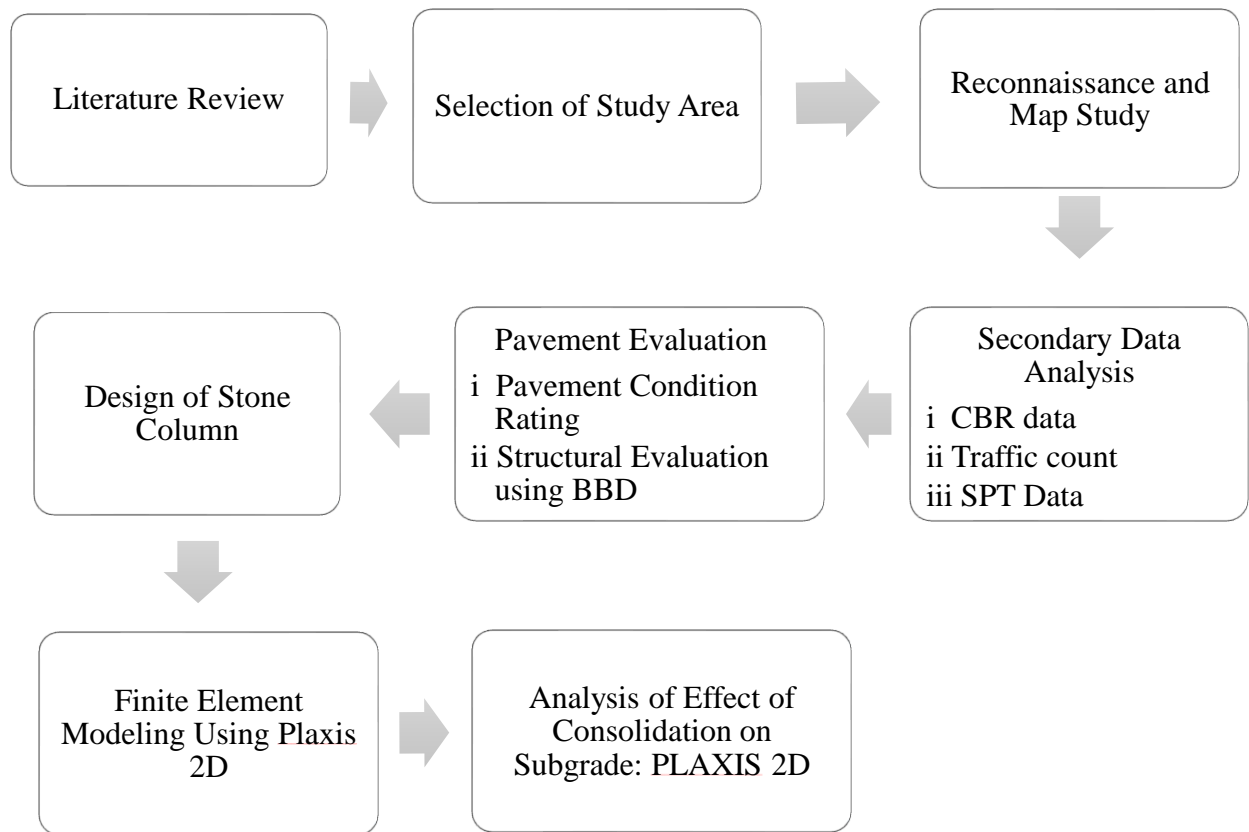 Literature Review
Selection of Study Area
Reconnaissance and
Map Study
Secondary Data
Analysis
i CBR data
ii Traffic count
iii SPT Data
Pavement Evaluation
i Pavement Condition
Rating
ii Structural Evaluation
using BBD
Design of Stone
Column
Finite Element
Modeling Using Plaxis
2D
Analysis of Effect of
Consolidation on
Subgrade: PLAXIS 2D